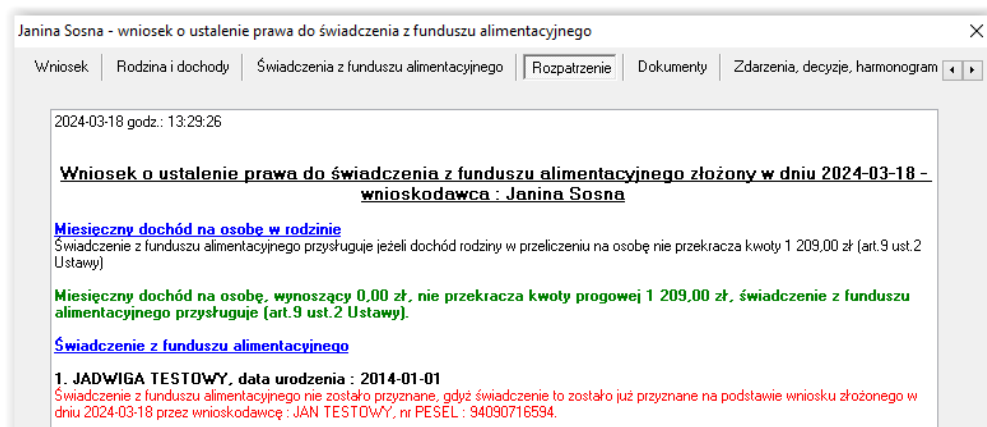 Janina Sosna - wniosek o ustalenie prawa do świadczenia z funduszu alimentacyjnego
Wniosek Rodzina i dochody Świadczenia z funduszu alimentacyjnego Rozpatrzenie Dokumenty Zdarzenia, decyzje, harmonogram
2024-03-18 godz.: 13:29:26
Wniosek o ustalenie prawa do świadczenia z funduszu alimentacyjnego złożony w dniu 2024-03-18 -
wnioskodawca : Janina Sosna
Miesięczny dochód na osobę w rodzinie
Świadczenie z funduszu alimentacyjnego przysługuje jeżeli dochód rodziny w przeliczeniu na osobę nie przekracza kwoty 1 209,00 zł (art.9 ust.2
Ustawy)
Miesięczny dochód na osobę, wynoszący 0,00 zł, nie przekracza kwoty progowej 1 209,00 zł, świadczenie z funduszu
alimentacyjnego przysługuje (art.9 ust.2 Ustawy).
Świadczenie z funduszu alimentacyjnego
1. JADWIGA TESTOWY, data urodzenia : 2014-01-01
Świadczenie z funduszu alimentacyjnego nie zostało przyznane, gdyż świadczenie to zostało już przyznane na podstawie wniosku złożonego w
dniu 2024-03-18 przez wnioskodawcę : JAN TESTOWY, nr PESEL : 94090716594.